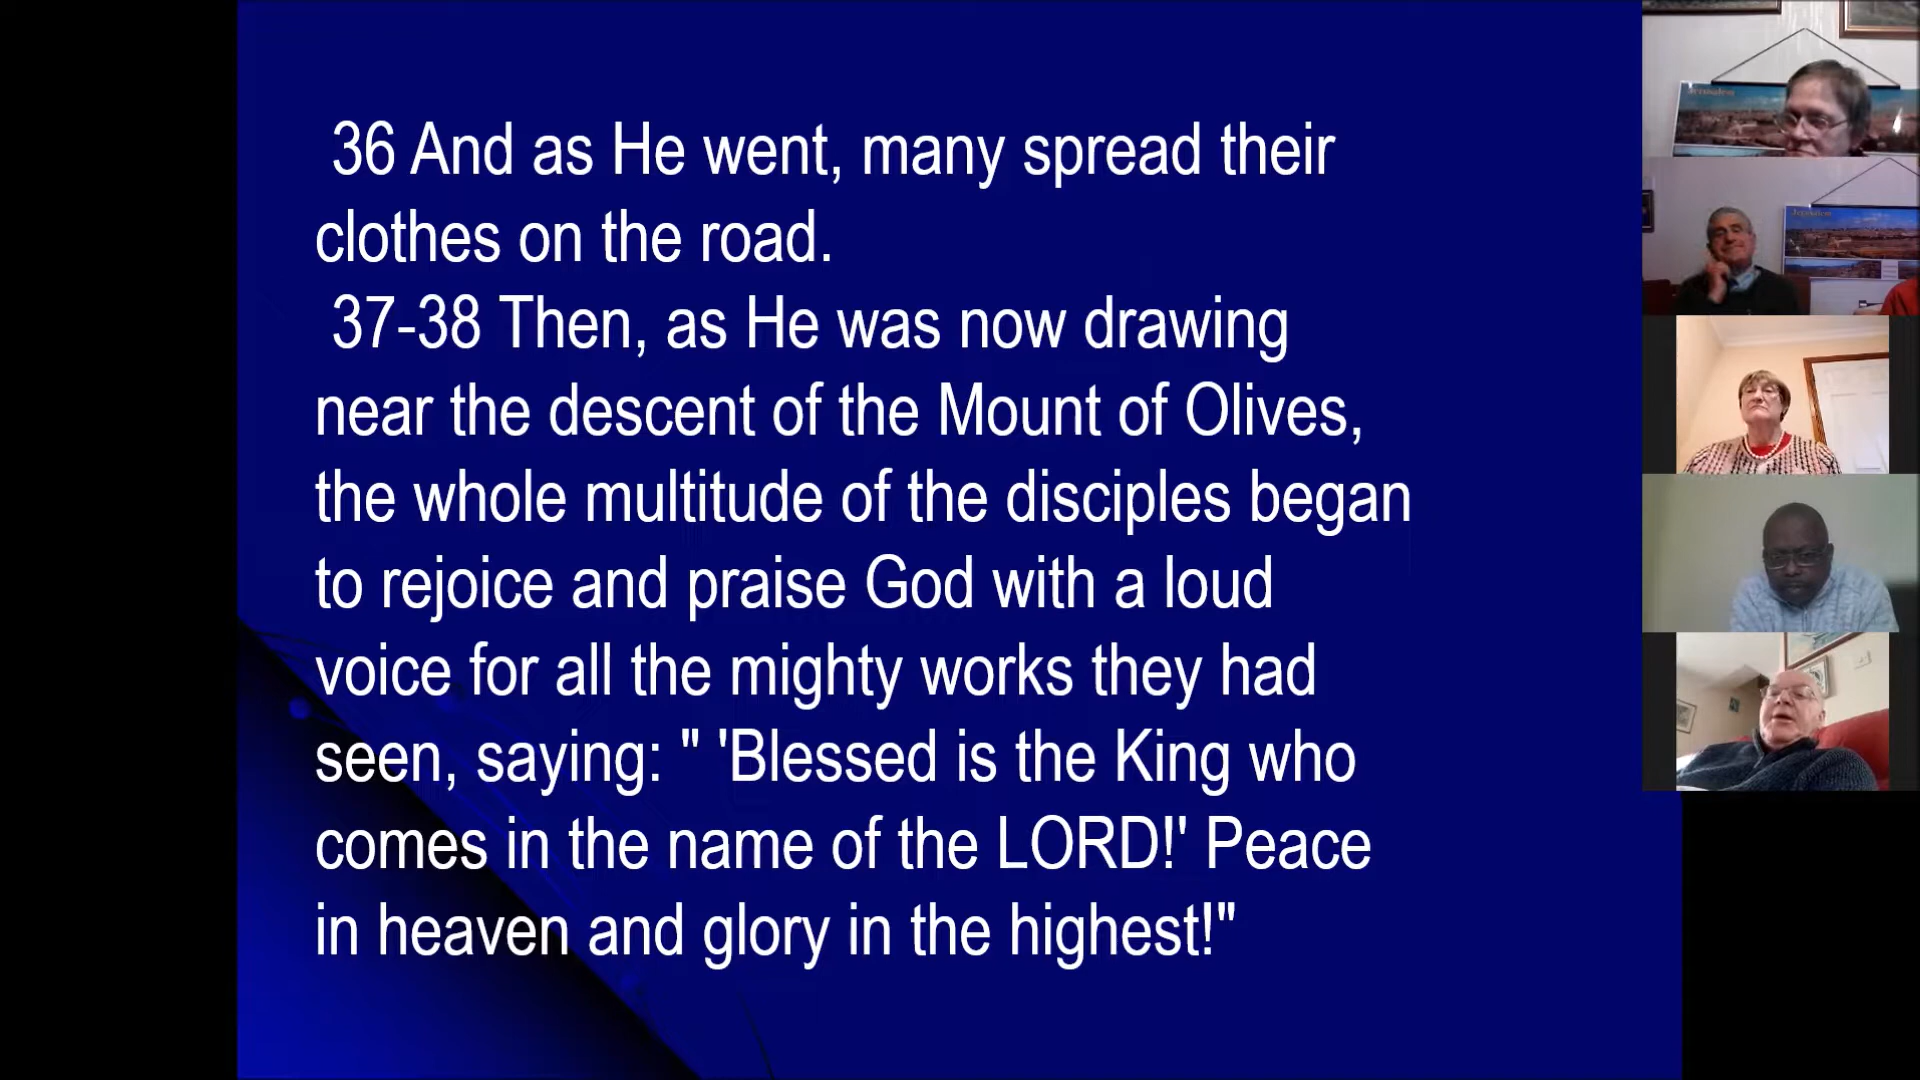 36 And as He went, many spread their
clothes on the road.
37-38 Then, as He was now drawing
near the descent of the Mount of Olives,
the whole multitude of the disciples began
to rejoice and praise God with a loud
voice for all the mighty works they had
seen, saying: " 'Blessed is the King who
comes in the name of the LORD!' Peace
in heaven and glory in the highest!"
Jerusalem
Jerusalem